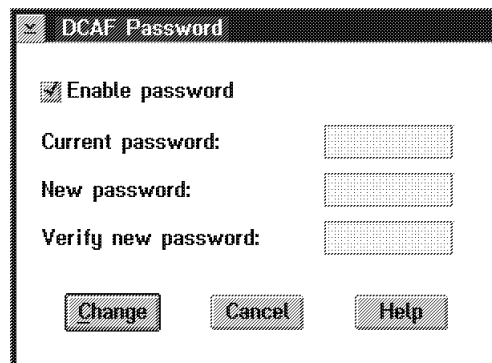 DCAF Password
Enable password
Current password:
New password:
Verify new password:
Change Cancel Help